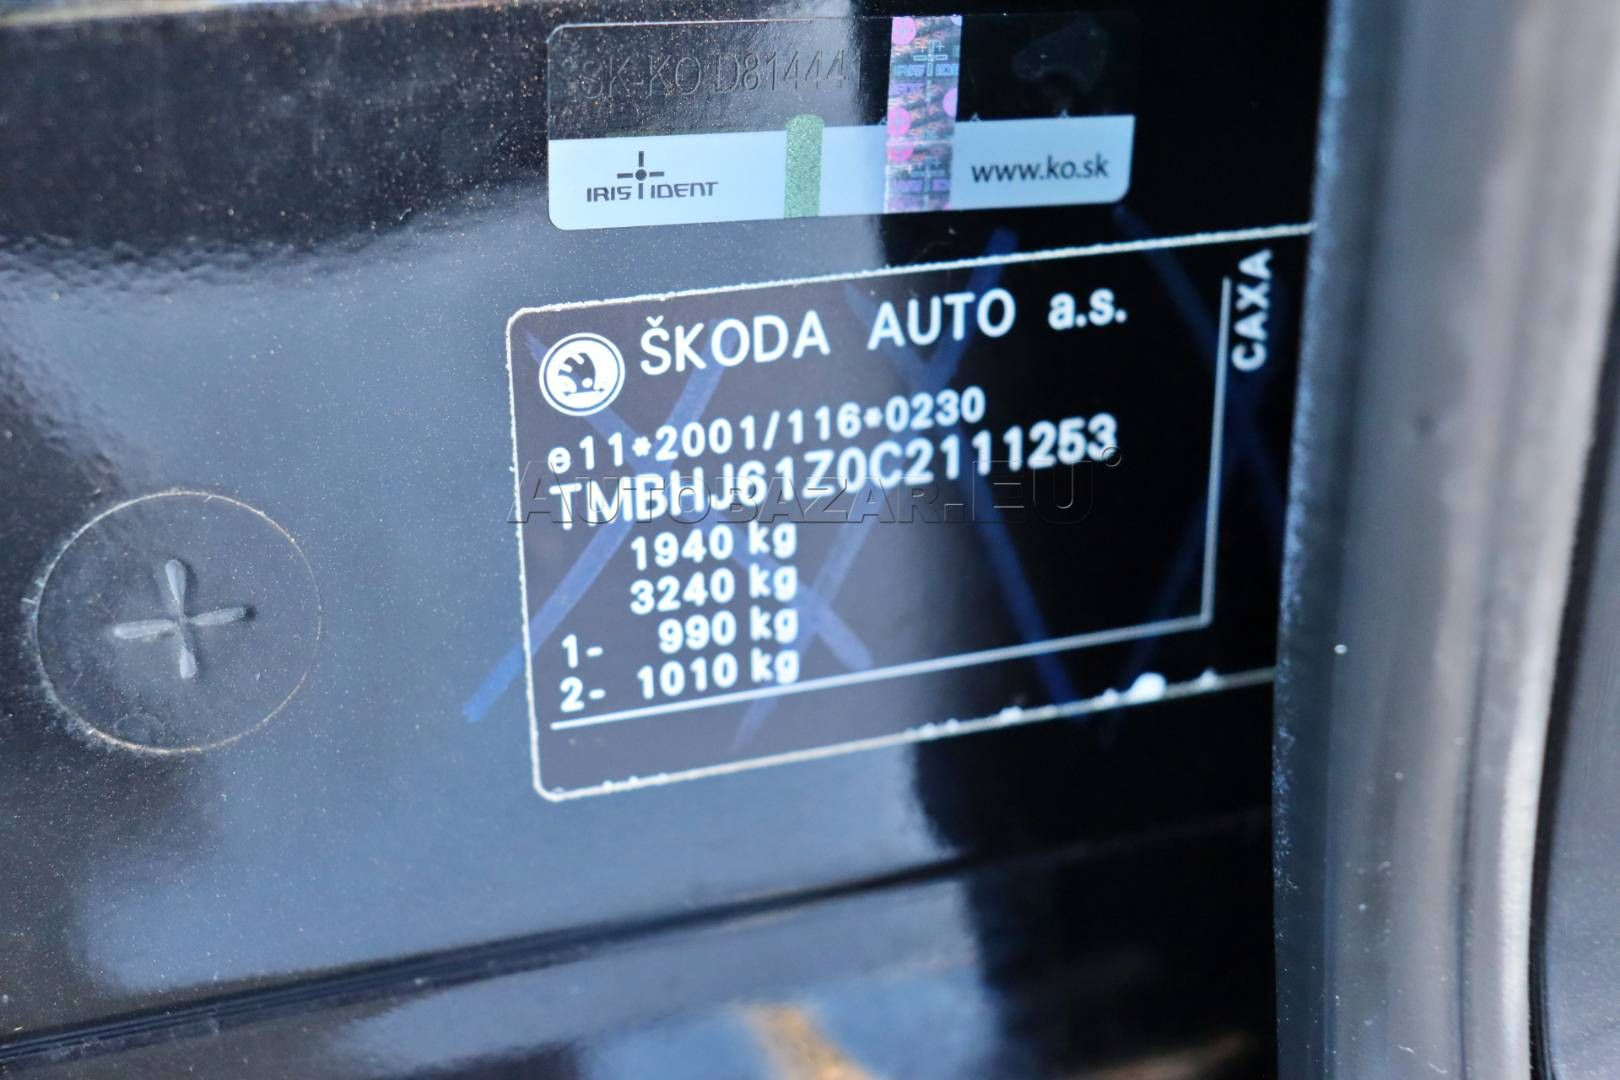 SK-KO D81444
IRIS IDENT
www.ko.sk
ŠKODA AUTO a.s.
CAXA
e11*2001/116*0230
TMBHJ61Z0C2111253
AUTOBAZAR.EU
1940 kg
3240 kg
1- 990 kg
2- 1010 kg